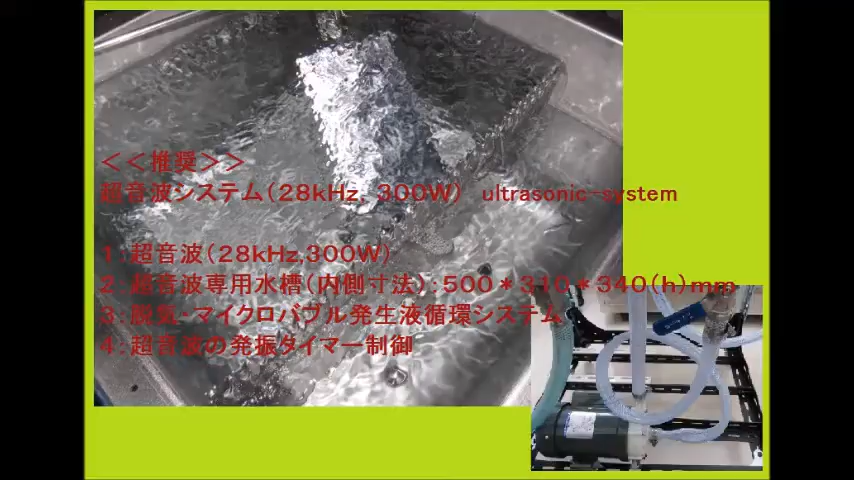 ＜＜推奨＞＞
超音波システム（28kHz, 300W） ultrasonic-system
1：超音波（28kHz,300W）
2：超音波専用水槽（内側寸法）：500＊310＊340（h）mm
3：脱気・マイクロバブル発生液循環システム
4：超音波の発振タイマー制御